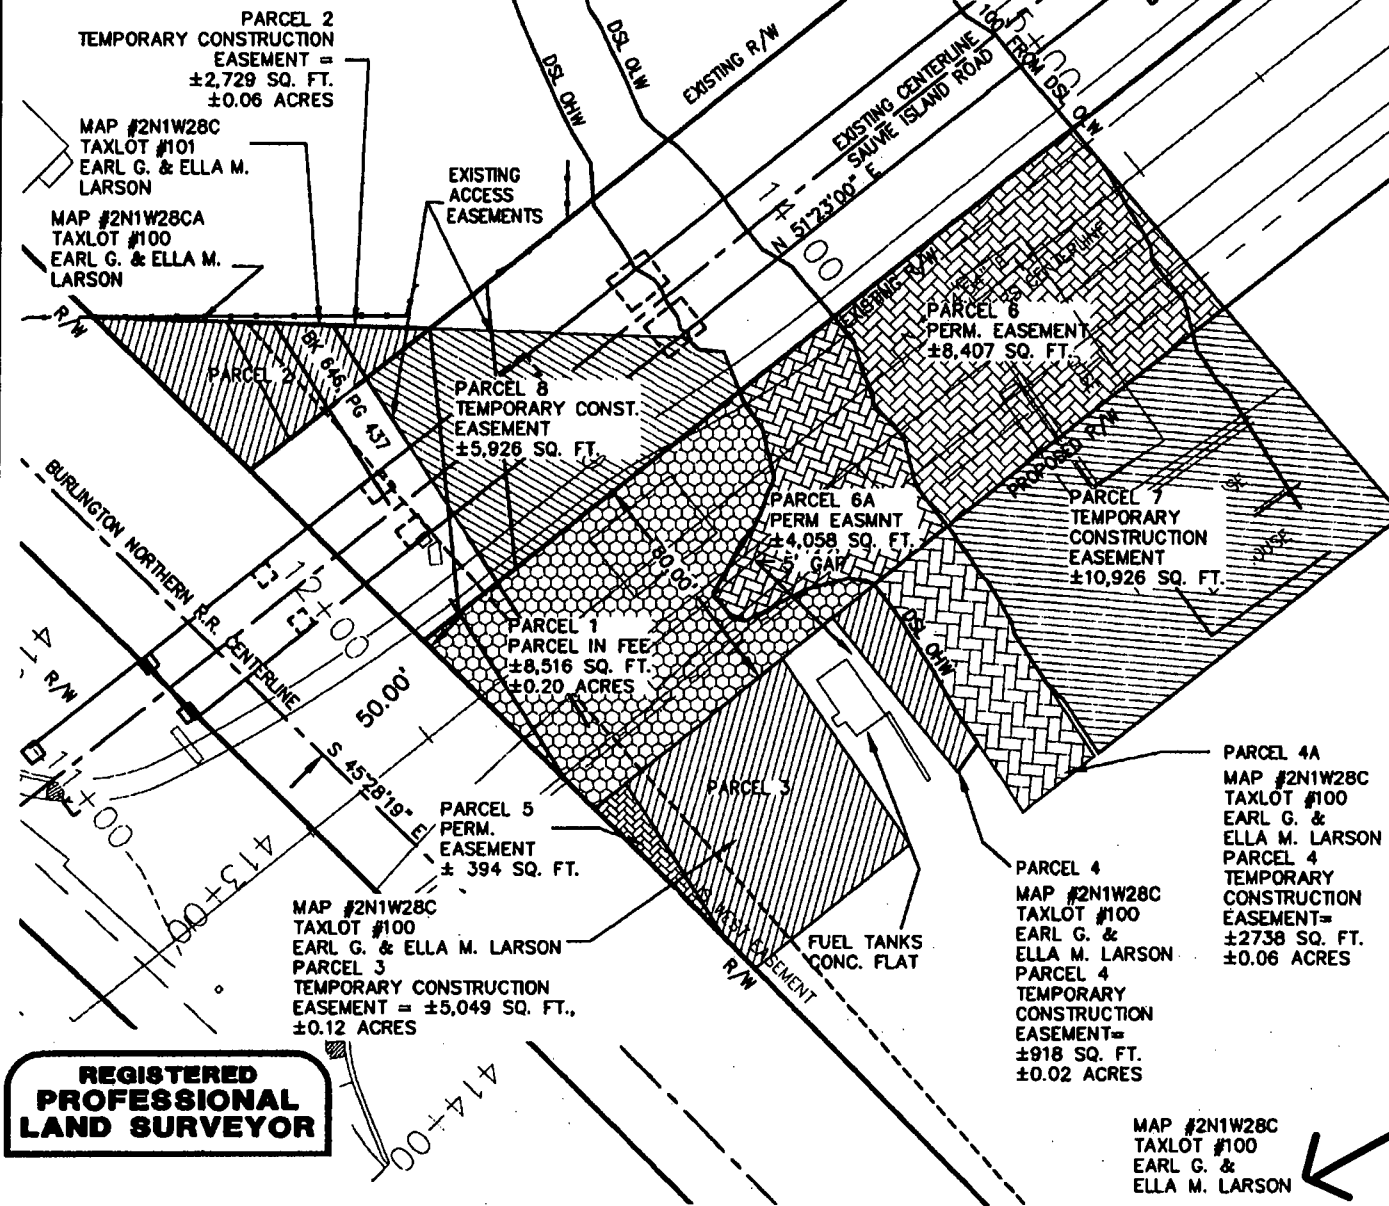 PARCEL 2
TEMPORARY CONSTRUCTION
EASEMENT =
±2,729 SQ. FT.
±0.06 ACRES
MAP #2N1W28C
TAXLOT #101
EARL G. & ELLA M.
LARSON
MAP #2N1W28CA
TAXLOT #100
EARL G. & ELLA M.
LARSON
R/W
EXISTING
ACCESS
EASEMENTS
DSL OHW
DSL OLW
EXISTING R/W
EXISTING CENTERLINE
SAUVIE ISLAND ROAD
N 51°23'00" E
100' FROM DSL OLW
15+00
14
00
EXISTING R/W
PARCEL 2
BK 646, PG 437
PARCEL 8
TEMPORARY CONST.
EASEMENT
±5,926 SQ. FT.
PARCEL 6
PERM. EASEMENT
±8,407 SQ. FT.
CENTERLINE
PROPOSED R/W
PARCEL 6A
PERM EASMNT
±4,058 SQ. FT.
5' GAP
PARCEL 7
TEMPORARY
CONSTRUCTION
EASEMENT
±10,926 SQ. FT.
80.00'
BURLINGTON NORTHERN R.R. CENTERLINE
S 45°28'19" E
12+00
R/W
50.00'
11+00
413+00
PARCEL 1
PARCEL IN FEE
±8,516 SQ. FT.
±0.20 ACRES
DSL OHW
PARCEL 3
PARCEL 5
PERM.
EASEMENT
± 394 SQ. FT.
MAP #2N1W28C
TAXLOT #100
EARL G. & ELLA M. LARSON
PARCEL 3
TEMPORARY CONSTRUCTION
EASEMENT = ±5,049 SQ. FT.,
±0.12 ACRES
WEST EASEMENT
R/W
FUEL TANKS
CONC. FLAT
PARCEL 4
MAP #2N1W28C
TAXLOT #100
EARL G. &
ELLA M. LARSON
PARCEL 4
TEMPORARY
CONSTRUCTION
EASEMENT=
±918 SQ. FT.
±0.02 ACRES
PARCEL 4A
MAP #2N1W28C
TAXLOT #100
EARL G. &
ELLA M. LARSON
PARCEL 4
TEMPORARY
CONSTRUCTION
EASEMENT=
±2738 SQ. FT.
±0.06 ACRES
414+00
REGISTERED
PROFESSIONAL
LAND SURVEYOR
MAP #2N1W28C
TAXLOT #100
EARL G. &
ELLA M. LARSON